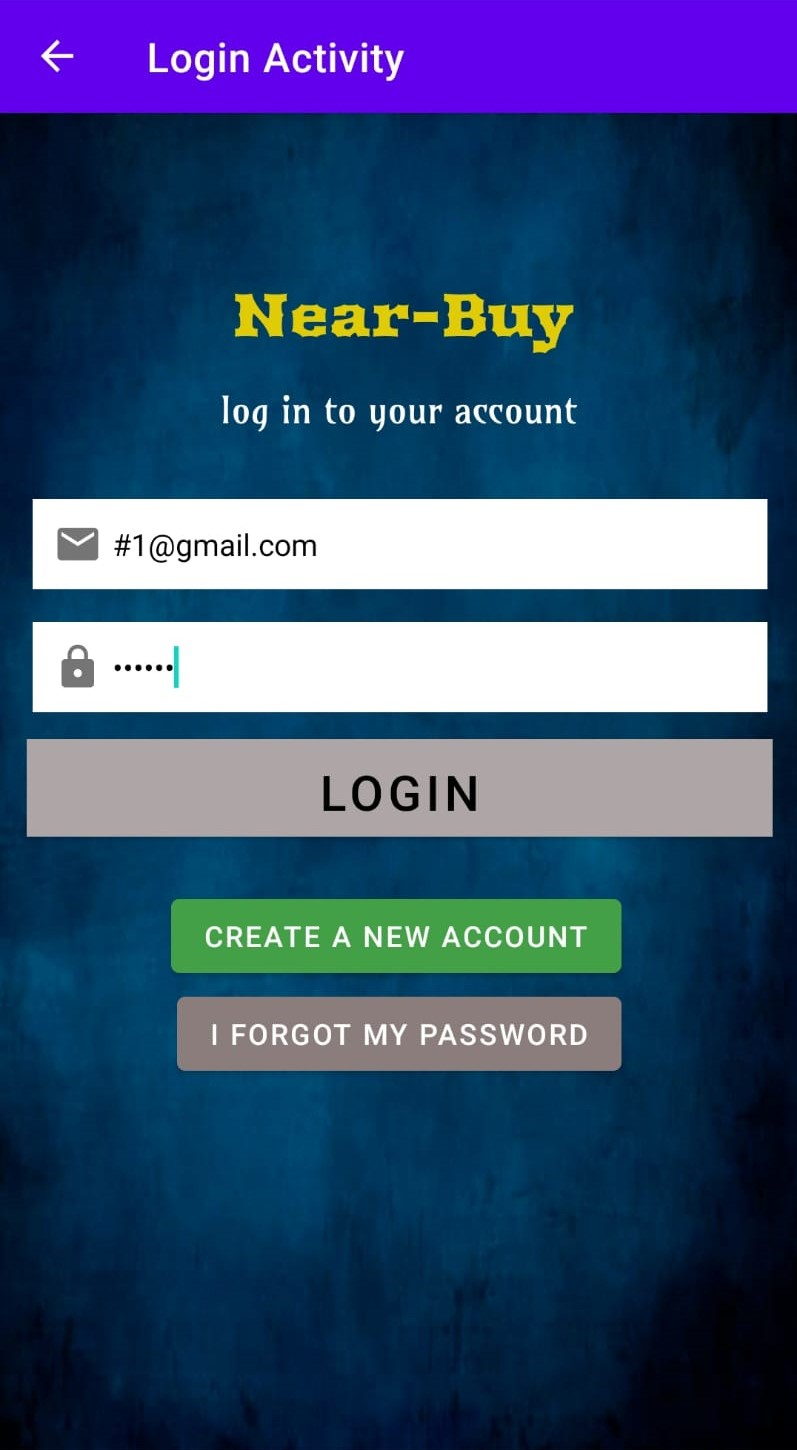 Login Activity
Near-Buy
log in to your account
#1@gmail.com
••••••
LOGIN
CREATE A NEW ACCOUNT
I FORGOT MY PASSWORD